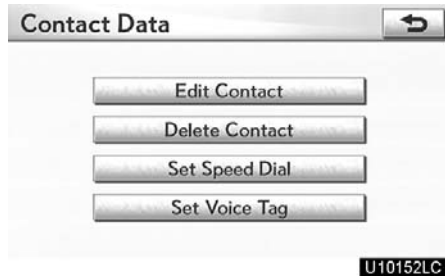 Contact Data
Edit Contact
Delete Contact
Set Speed Dial
Set Voice Tag
U10152LC